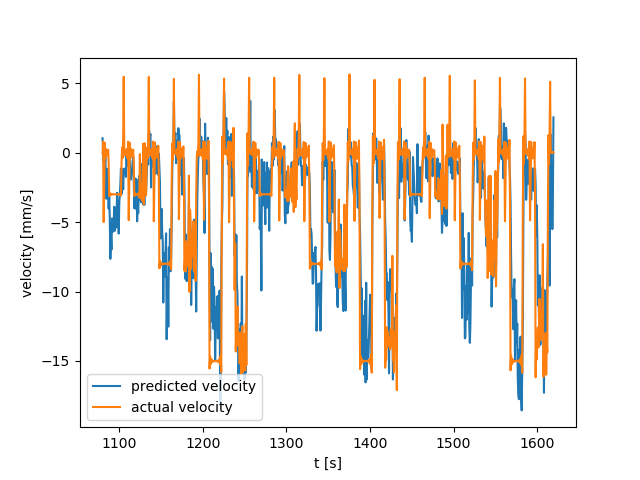 5
0
−5
−10
−15
velocity [mm/s]
predicted velocity
actual velocity
1100 1200 1300 1400 1500 1600
t [s]